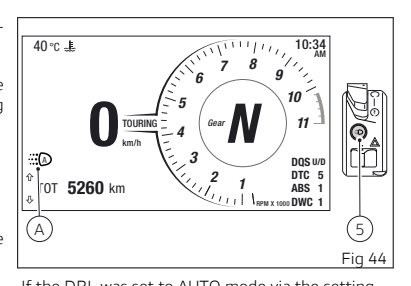 40 °C
10:34
AM
0
TOURING
km/h
Gear N
1
2
3
4
5
6
7
8
9
10
11
RPM X 1000
DQS U/D
DTC 5
ABS 1
DWC 1
A
TOT 5260 km
A
5
Fig 44
If the DRL was set to AUTO mode via the setting